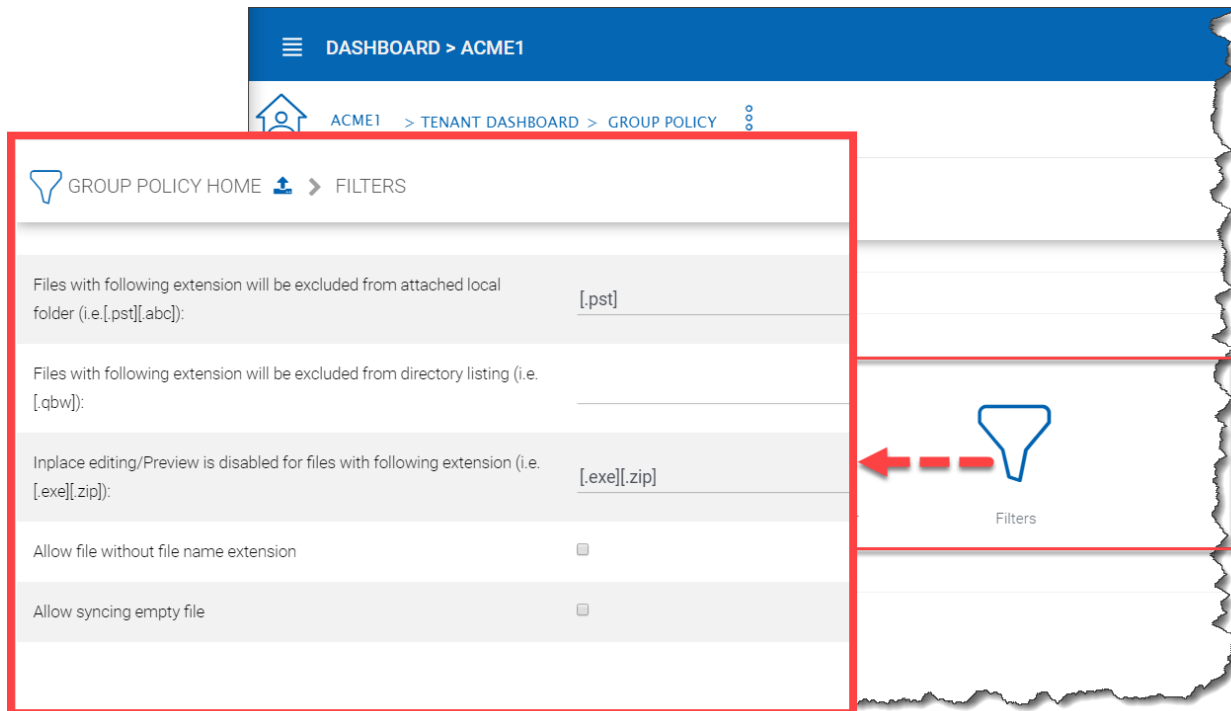 DASHBOARD > ACME1
ACME1 > TENANT DASHBOARD > GROUP POLICY
GROUP POLICY HOME > FILTERS
Files with following extension will be excluded from attached local
folder (i.e.[.pst][.abc]):
[.pst]
Files with following extension will be excluded from directory listing (i.e.
[.qbw]):
Inplace editing/Preview is disabled for files with following extension (i.e.
[.exe][.zip]):
[.exe][.zip]
Allow file without file name extension
Allow syncing empty file
Filters